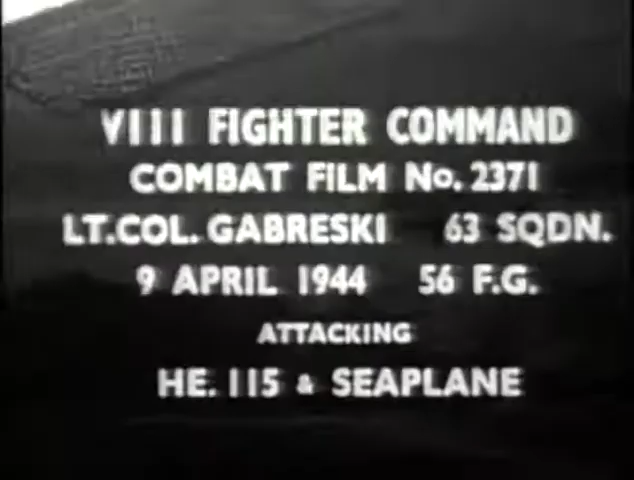 VIII FIGHTER COMMAND
COMBAT FILM No. 2371
LT. COL. GABRESKI 63 SQDN.
9 APRIL 1944 56 F.G.
ATTACKING
HE. 115 & SEAPLANE